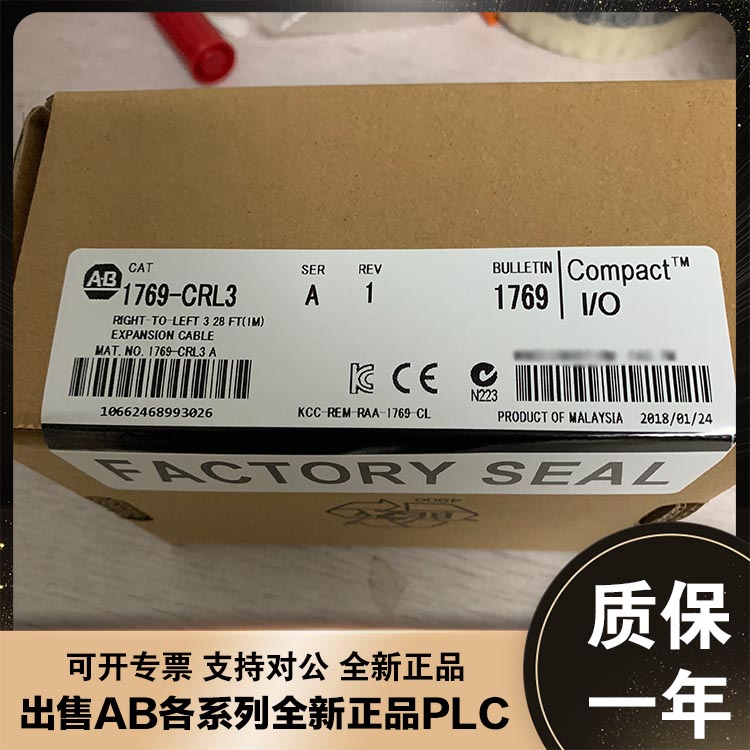 AB
CAT
SER
REV
BULLETIN
Compact™
1769-CRL3
A
1
1769
I/O
RIGHT-TO-LEFT 3 28 FT(1M)
EXPANSION CABLE
MAT. NO. 1769-CRL3 A
CE
N223
10662468993026
KCC-REM-RAA-1769-CL
PRODUCT OF MALAYSIA
2018/01/24
FACTORY SEAL
4900
质保
一年
可开专票 支持对公 全新正品
出售AB各系列全新正品PLC